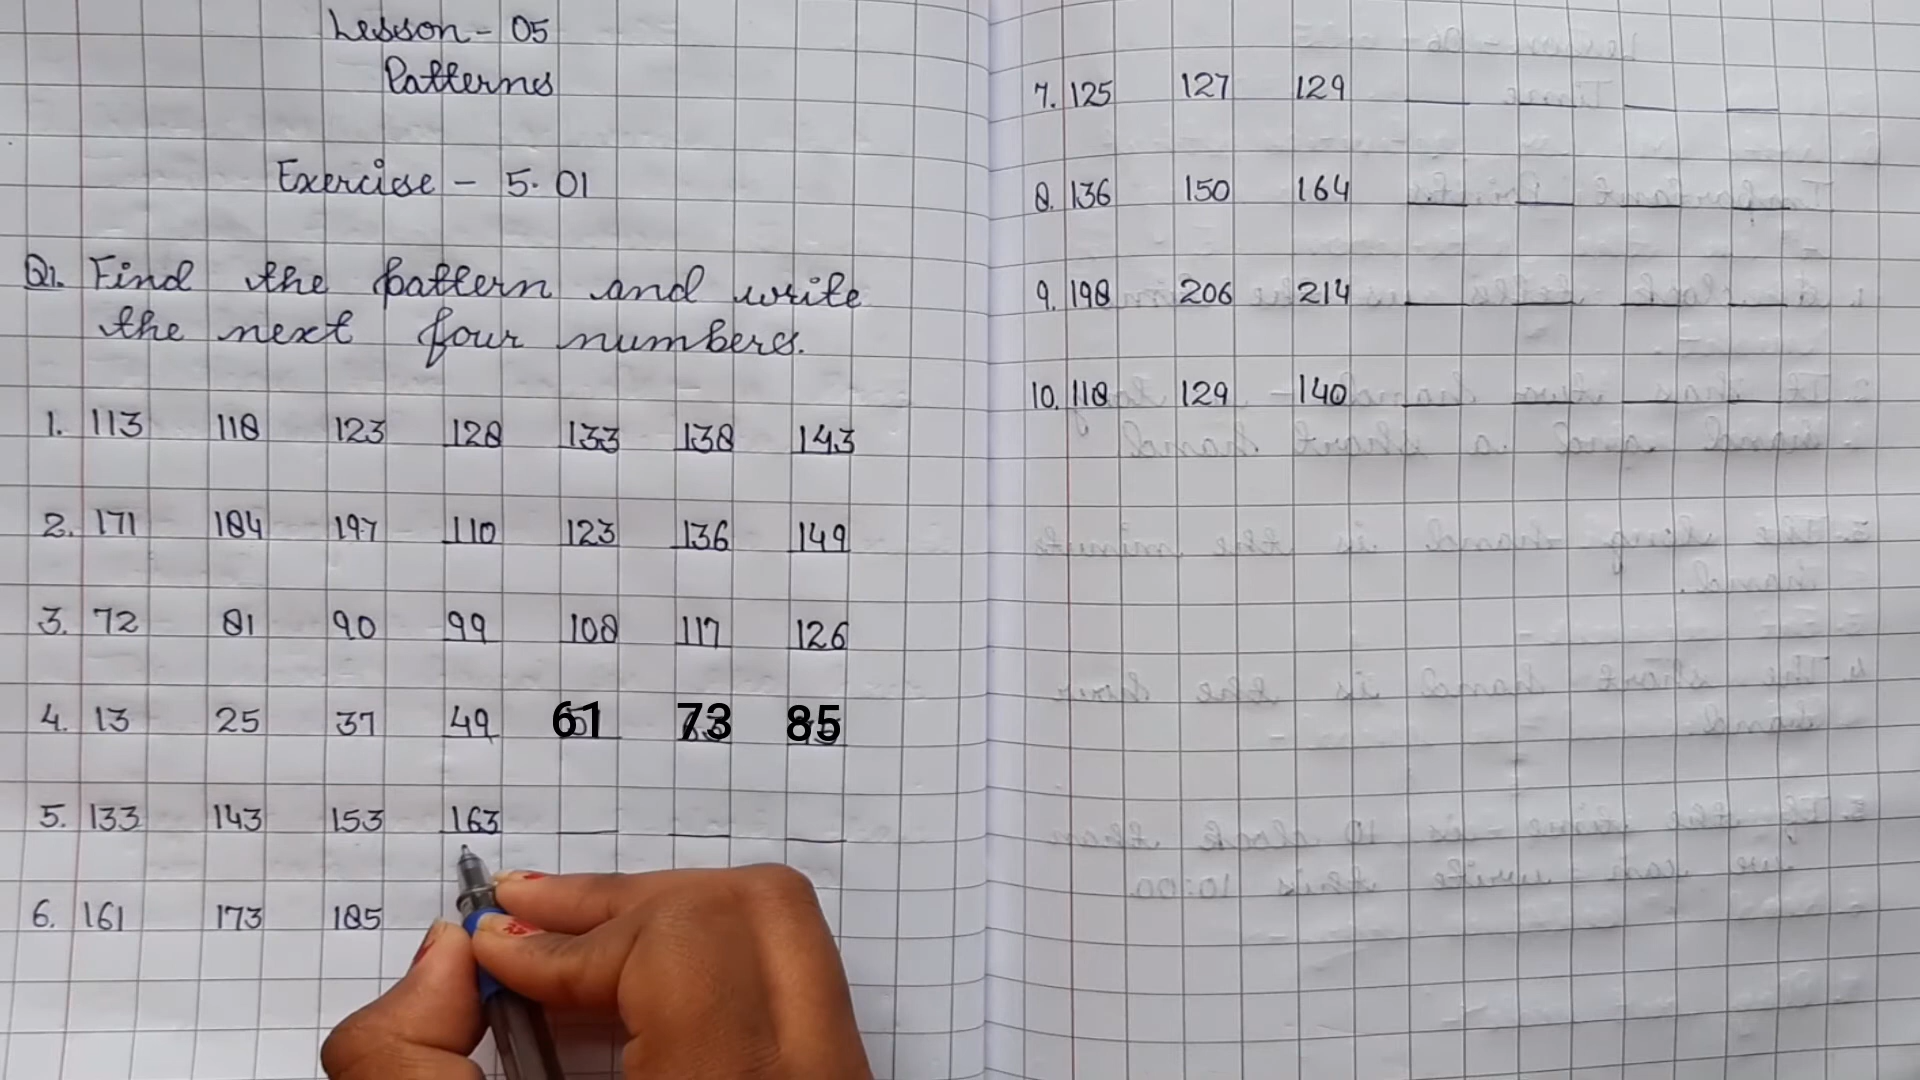 Lesson - 05
Patterns
Exercise - 5.01
Q1. Find the pattern and write
the next four numbers.
1. 113 118 123 128 133 138 143
2. 171 184 197 110 123 136 149
3. 72 81 90 99 108 117 126
4. 13 25 37 49 61 73 85
5. 133 143 153 163
6. 161 173 185
7. 125 127 129
8. 136 150 164
9. 198 206 214
10. 118 129 140